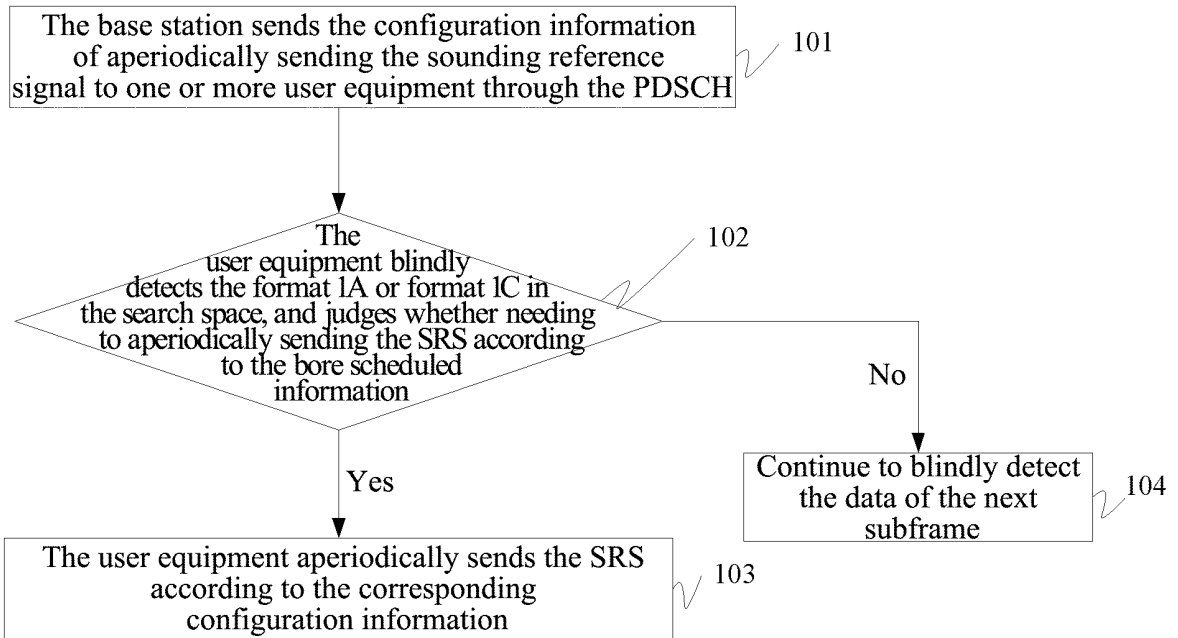 The base station sends the configuration information
of aperiodically sending the sounding reference
signal to one or more user equipment through the PDSCH
101
The
user equipment blindly
detects the format 1A or format 1C in
the search space, and judges whether needing
to aperiodically sending the SRS according
to the bore scheduled
information
102
No
Yes
Continue to blindly detect
the data of the next
subframe
104
The user equipment aperiodically sends the SRS
according to the corresponding
configuration information
103